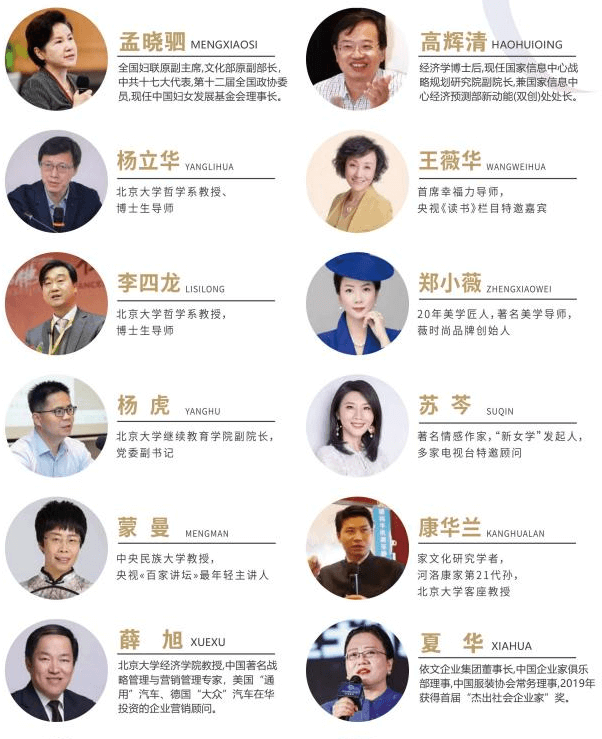 孟晓驷 MENGXIAOSI
全国妇联原副主席,文化部原副部长,
中共十七大代表,第十二届全国政协委
员,现任中国妇女发展基金会理事长。
高辉清 HAOHUIQING
经济学博士后,现任国家信息中心战
略规划研究院副院长,兼国家信息中
心经济预测部新动能(双创)处处长。
杨立华 YANGLIHUA
北京大学哲学系教授、
博士生导师
王薇华 WANGWEIHUA
首席幸福力导师,
央视《读书》栏目特邀嘉宾
李四龙 LISILONG
北京大学哲学系教授,
博士生导师
郑小薇 ZHENGXIAOWEI
20年美学匠人,著名美学导师,
薇时尚品牌创始人
杨 虎 YANGHU
北京大学继续教育学院副院长,
党委副书记
苏 芩 SUQIN
著名情感作家,“新女学”发起人,
多家电视台特邀顾问
蒙 曼 MENGMAN
中央民族大学教授,
央视«百家讲坛»最年轻主讲人
康华兰 KANGHUALAN
家文化研究学者,
河洛康家第21代孙,
北京大学客座教授
薛 旭 XUEXU
北京大学经济学院教授,中国著名战
略管理与营销管理专家，美国“通
用”汽车、德国“大众”汽车在华
投资的企业营销顾问。
夏 华 XIAHUA
依文企业集团董事长,中国企业家俱乐
部理事,中国服装协会常务理事,2019年
获得首届“杰出社会企业家”奖。